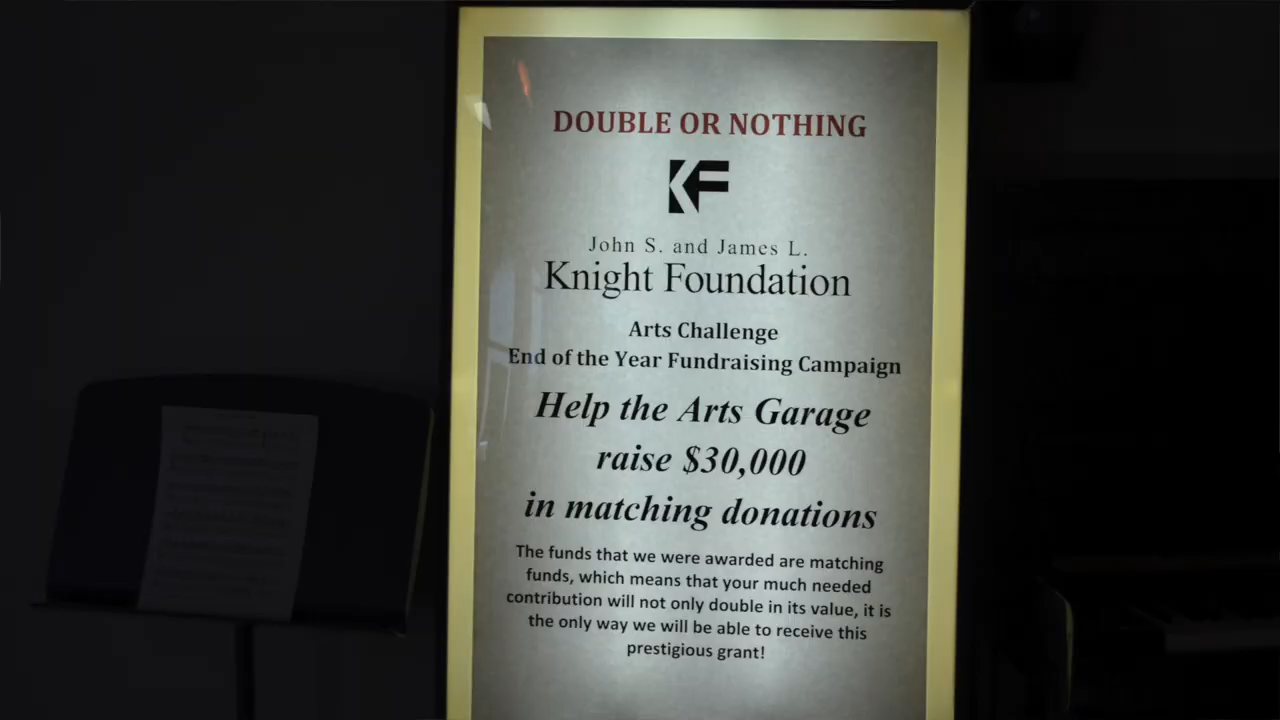 DOUBLE OR NOTHING
KF
John S. and James L.
Knight Foundation
Arts Challenge
End of the Year Fundraising Campaign
Help the Arts Garage
raise $30,000
in matching donations
The funds that we were awarded are matching
funds, which means that your much needed
contribution will not only double in its value, it is
the only way we will be able to receive this
prestigious grant!